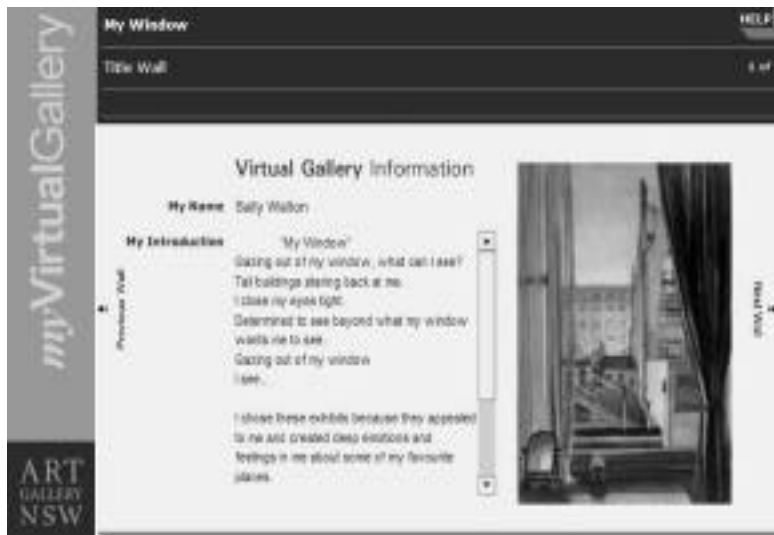 myVirtualGallery
My Window
HELP
Title Wall
1 of
Virtual Gallery Information
My Name Sally Walton
My Introduction "My Window"
Gazing out of my window, what can I see?
Tall buildings staring back at me.
I close my eyes tight.
Determined to see beyond what my window
wants me to see.
Gazing out of my window
I see...
I chose these exhibits because they appealed
to me and created deep emotions and
feelings in me about some of my favourite
places.
Previous Wall
Next Wall
ART
GALLERY
NSW